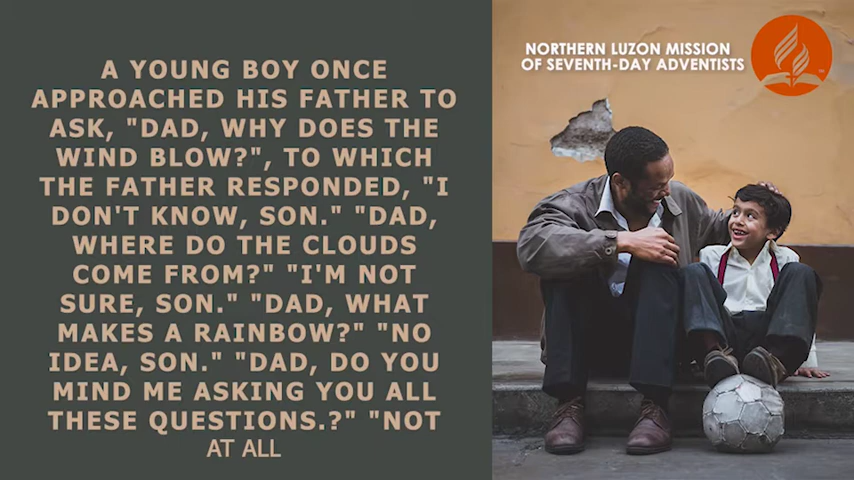 A YOUNG BOY ONCE
APPROACHED HIS FATHER TO
ASK, "DAD, WHY DOES THE
WIND BLOW?", TO WHICH
THE FATHER RESPONDED, "I
DON'T KNOW, SON." "DAD,
WHERE DO THE CLOUDS
COME FROM?" "I'M NOT
SURE, SON." "DAD, WHAT
MAKES A RAINBOW?" "NO
IDEA, SON." "DAD, DO YOU
MIND ME ASKING YOU ALL
THESE QUESTIONS.?" "NOT
AT ALL
NORTHERN LUZON MISSION
OF SEVENTH-DAY ADVENTISTS